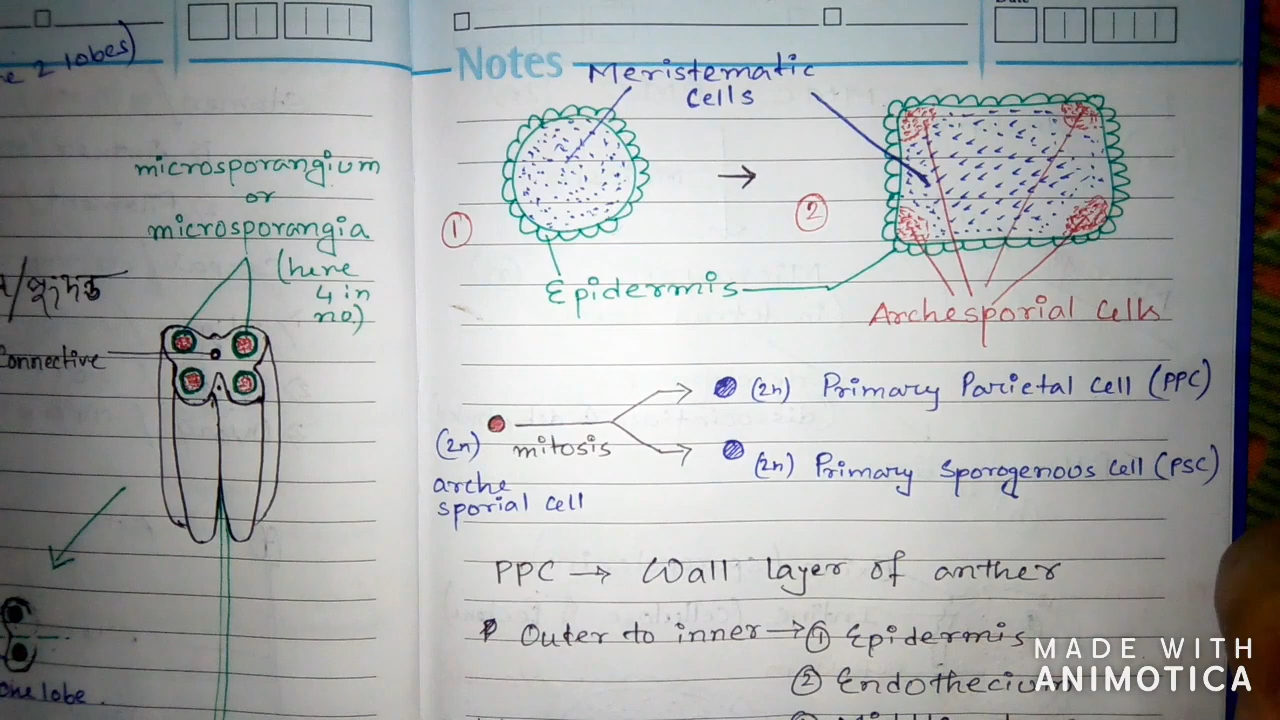 e 2 lobes)
microsporangium
or
microsporangia
(here
4 in
no.)
Connective
one lobe.
Notes
Meristematic
cells
1
2
Epidermis
Archesporial cells
(2n)
mitosis
arche
sporial cell
(2n) Primary Parietal cell (PPC)
(2n) Primary Sporogenous cell (PSC)
PPC → Wall layer of anther
Outer to inner → ① Epidermis
② Endothecium
MADE WITH
ANIMOTICA